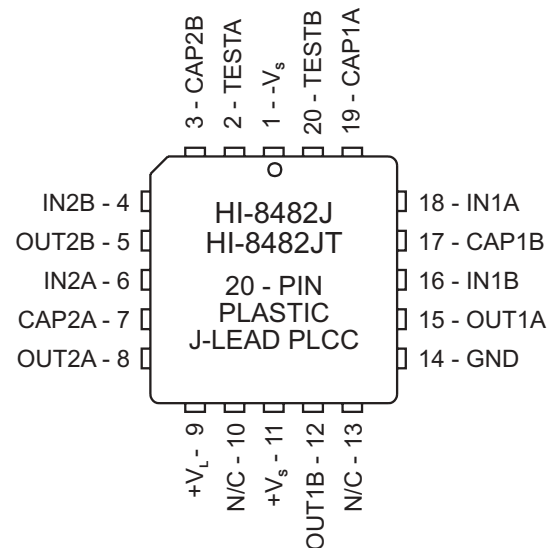 3 - CAP2B
2 - TESTA
1 - -Vs
20 - TESTB
19 - CAP1A
IN2B - 4
OUT2B - 5
IN2A - 6
CAP2A - 7
OUT2A - 8
HI-8482J
HI-8482JT
20 - PIN
PLASTIC
J-LEAD PLCC
18 - IN1A
17 - CAP1B
16 - IN1B
15 - OUT1A
14 - GND
+VL - 9
N/C - 10
+Vs - 11
OUT1B - 12
N/C - 13